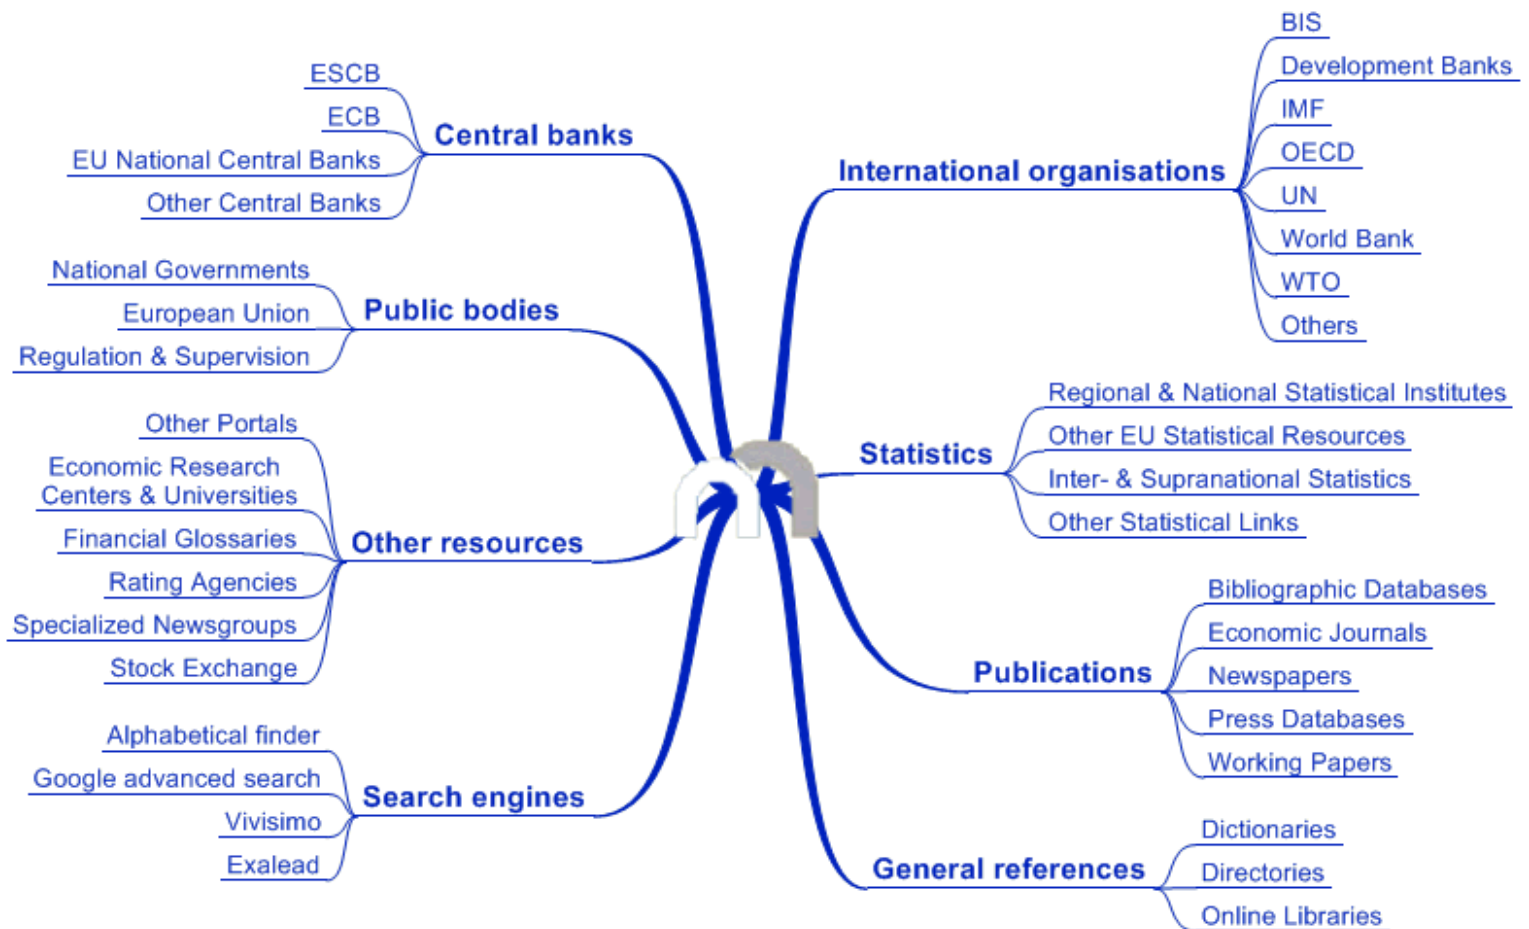 ESCB
ECB
EU National Central Banks
Other Central Banks
Central banks
National Governments
European Union
Regulation & Supervision
Public bodies
Other Portals
Economic Research
Centers & Universities
Financial Glossaries
Rating Agencies
Specialized Newsgroups
Stock Exchange
Other resources
Alphabetical finder
Google advanced search
Vivisimo
Exalead
Search engines
International organisations
BIS
Development Banks
IMF
OECD
UN
World Bank
WTO
Others
Statistics
Regional & National Statistical Institutes
Other EU Statistical Resources
Inter- & Supranational Statistics
Other Statistical Links
Publications
Bibliographic Databases
Economic Journals
Newspapers
Press Databases
Working Papers
General references
Dictionaries
Directories
Online Libraries